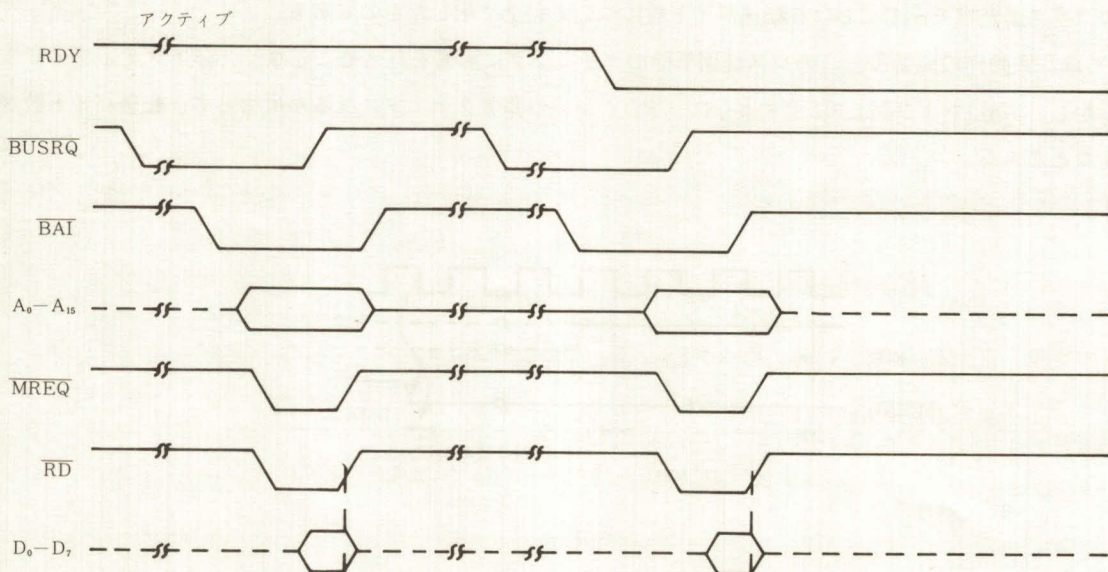 アクティブ
RDY
BUSRQ
BAI
A₀—A₁₅
MREQ
RD
D₀—D₇